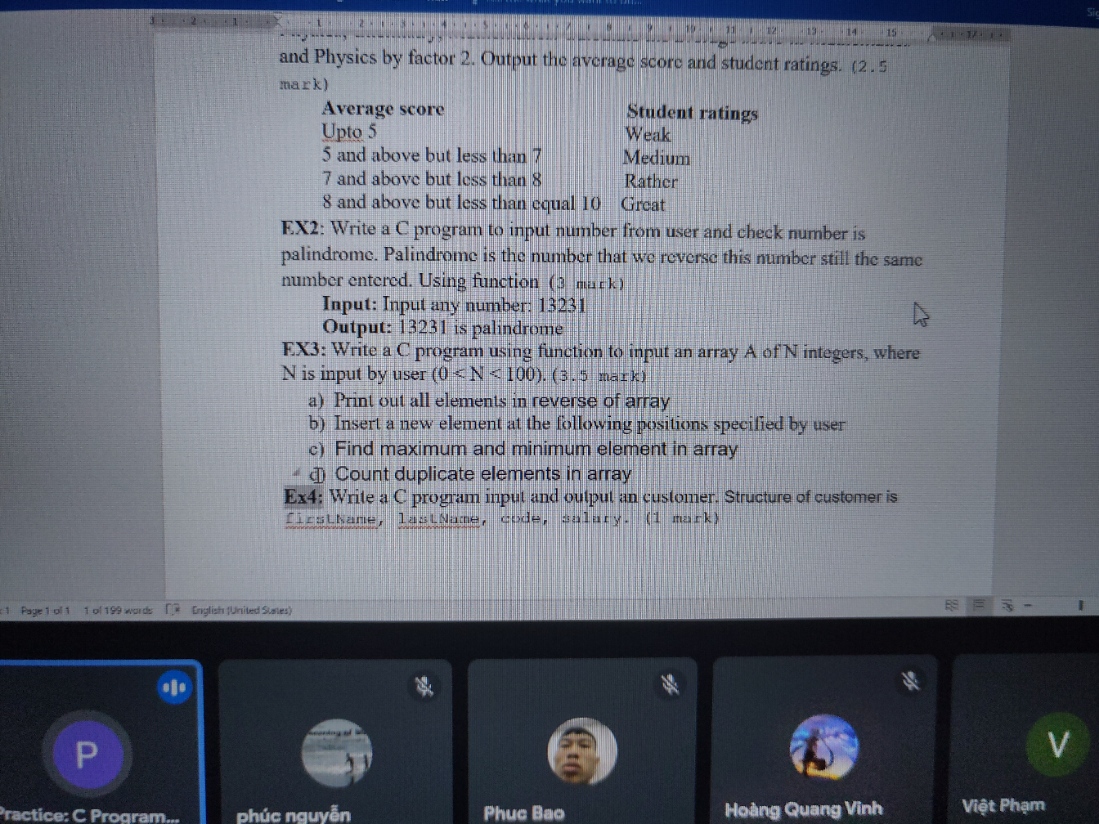 and Physics by factor 2. Output the average score and student ratings. (2.5
mark)
Average score Student ratings
Upto 5 Weak
5 and above but less than 7 Medium
7 and above but less than 8 Rather
8 and above but less than equal 10 Great
EX2: Write a C program to input number from user and check number is
palindrome. Palindrome is the number that we reverse this number still the same
number entered. Using function (3 mark)
Input: Input any number: 13231
Output: 13231 is palindrome
EX3: Write a C program using function to input an array A of N integers, where
N is input by user (0 < N < 100). (3.5 mark)
a) Print out all elements in reverse of array
b) Insert a new element at the following positions specified by user
c) Find maximum and minimum element in array
d) Count duplicate elements in array
Ex4: Write a C program input and output an customer. Structure of customer is
firstName, lastName, code, salary. (1 mark)
Page 1 of 1 1 of 199 words English (United States)
P
V
Practice: C Program...
phúc nguyễn
Phuc Bao
Hoàng Quang Vinh
Việt Phạm